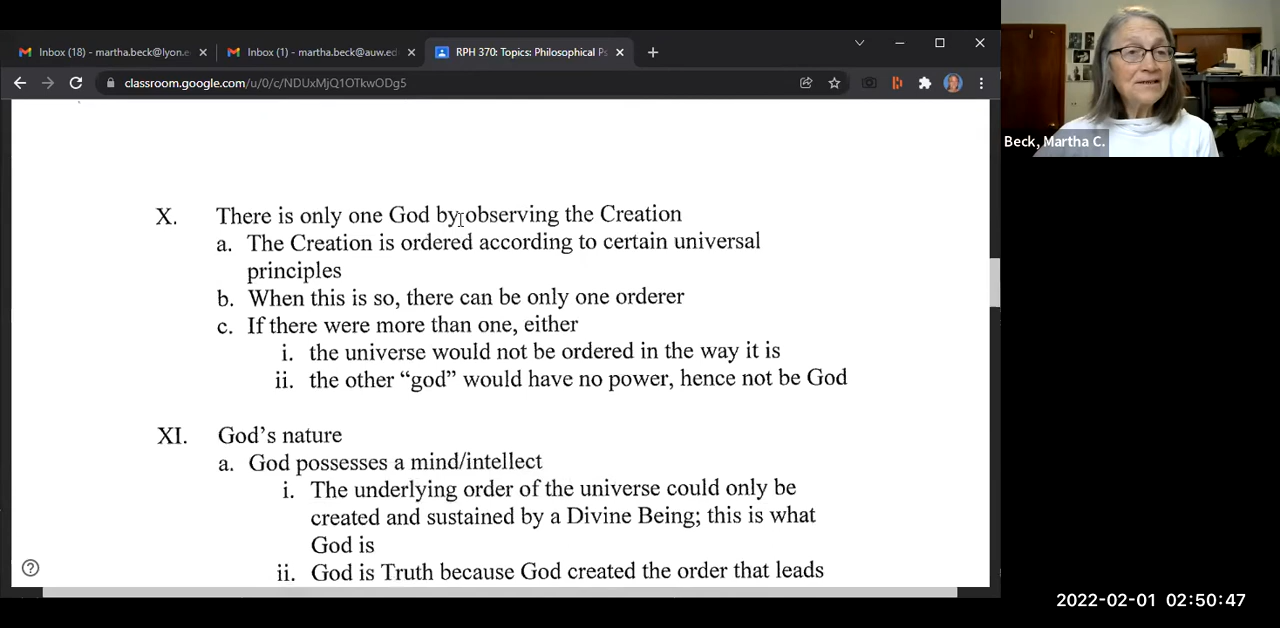 Inbox (18) - martha.beck@lyon.e
Inbox (1) - martha.beck@auw.ed
RPH 370: Topics: Philosophical Ps
classroom.google.com/u/0/c/NDUxMjQ1OTkwODg5
Beck, Martha C.
X. There is only one God by observing the Creation
a. The Creation is ordered according to certain universal
principles
b. When this is so, there can be only one orderer
c. If there were more than one, either
i. the universe would not be ordered in the way it is
ii. the other “god” would have no power, hence not be God
XI. God’s nature
a. God possesses a mind/intellect
i. The underlying order of the universe could only be
created and sustained by a Divine Being; this is what
God is
ii. God is Truth because God created the order that leads
2022-02-01 02:50:47